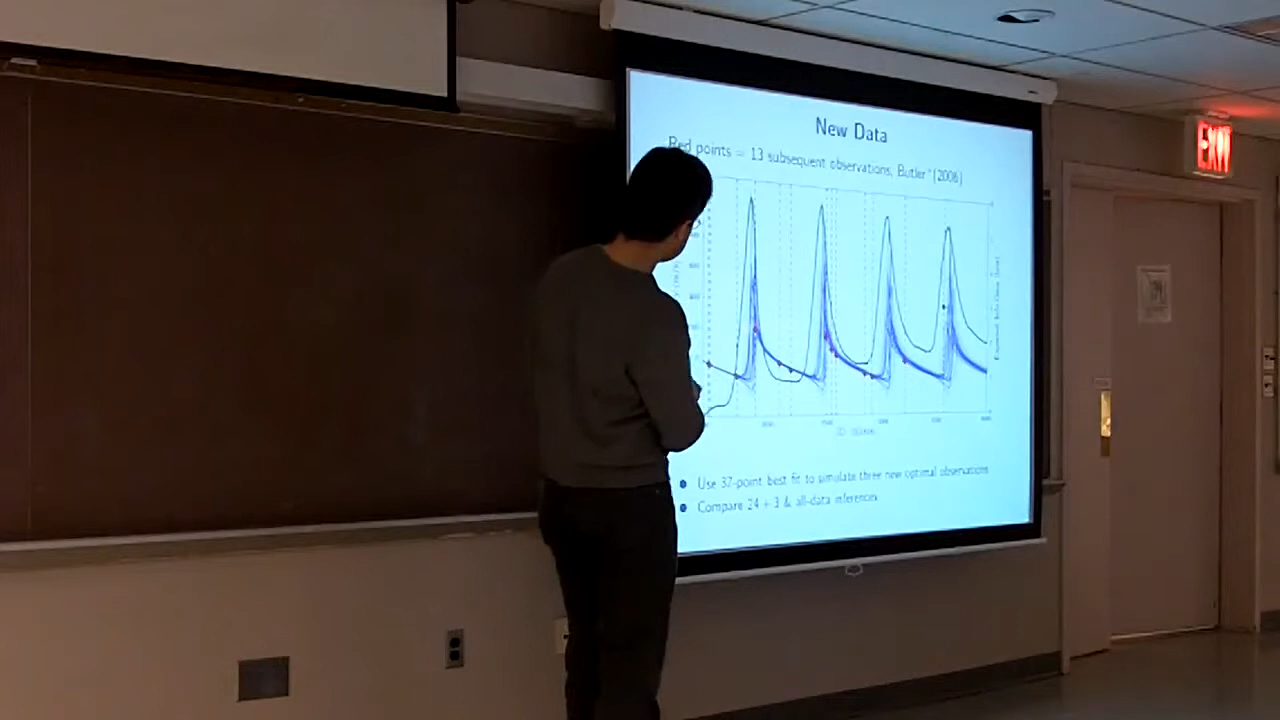 New Data
Red points = 13 subsequent observations, Butler+(2006)
EXIT
Use 37-point best fit to simulate three new optimal observations
Compare 24 + 3 & all-data inferences